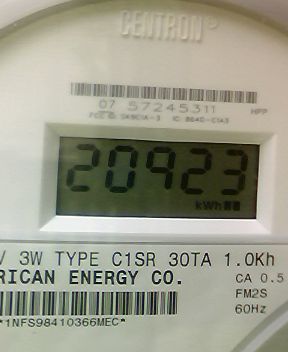 CENTRON®
07 57245311 HPP
20923
kWh
V 3W TYPE C1SR 30TA 1.0Kh
RICAN ENERGY CO. CA 0.5
FM2S
60Hz
*1NFS98410366MEC*